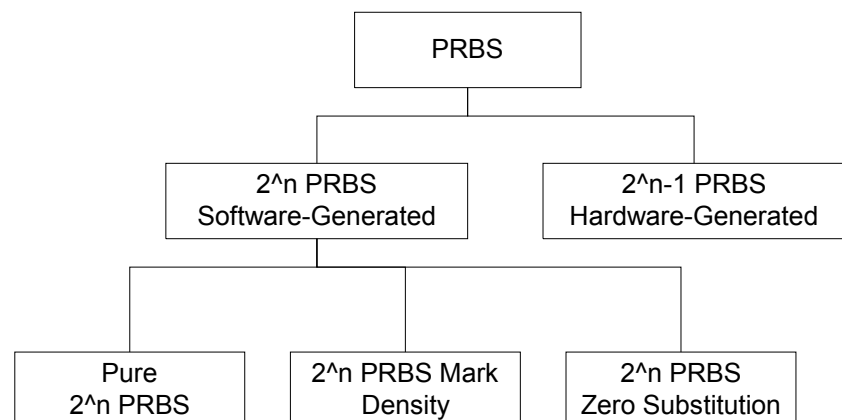 PRBS
2^n PRBS
Software-Generated
2^n-1 PRBS
Hardware-Generated
Pure
2^n PRBS
2^n PRBS Mark
Density
2^n PRBS
Zero Substitution